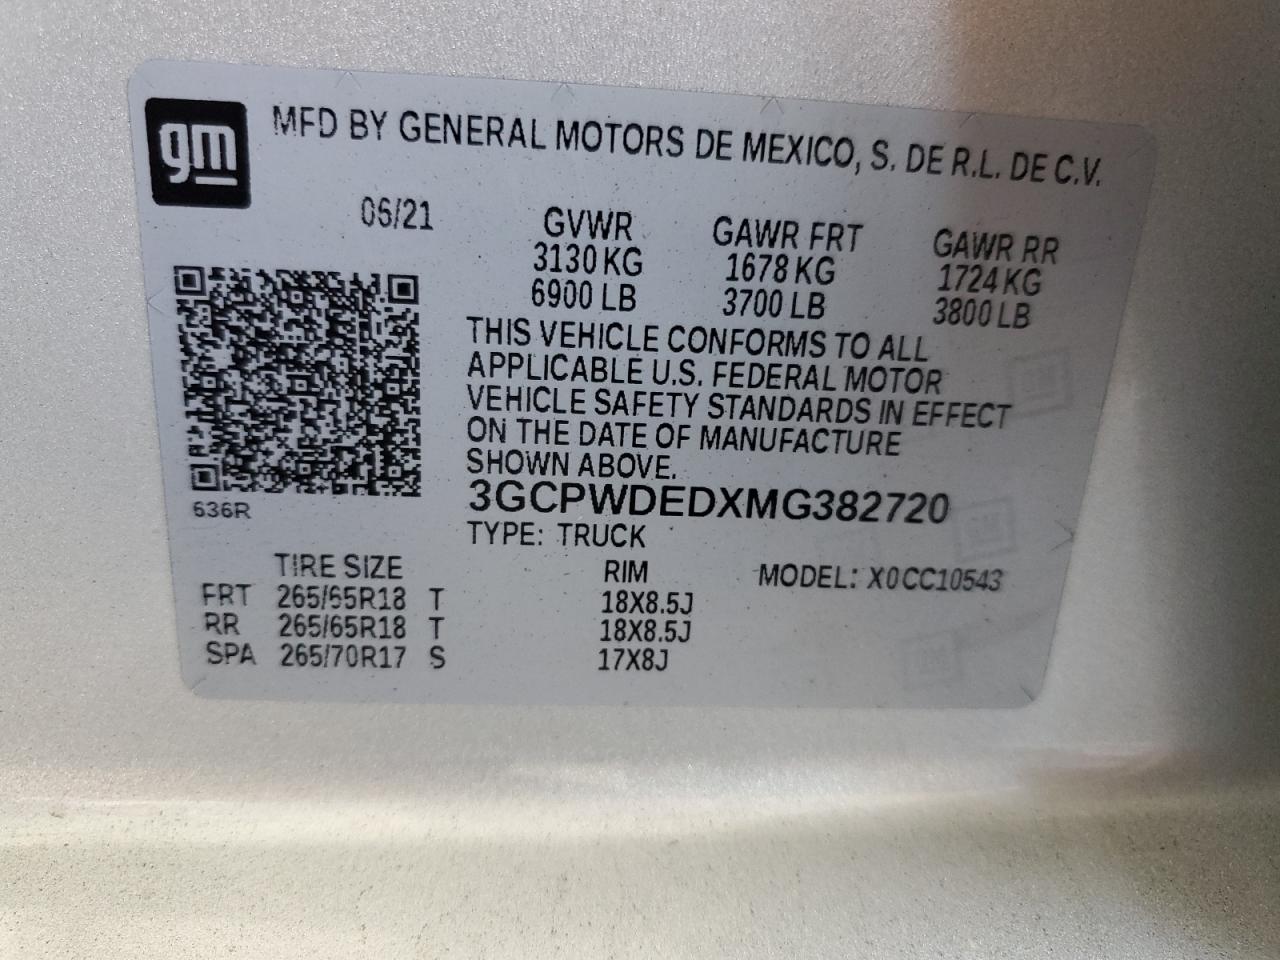 gm
MFD BY GENERAL MOTORS DE MEXICO, S. DE R.L. DE C.V.
06/21
GVWR GAWR FRT GAWR RR
3130 KG 1678 KG 1724 KG
6900 LB 3700 LB 3800 LB
THIS VEHICLE CONFORMS TO ALL
APPLICABLE U.S. FEDERAL MOTOR
VEHICLE SAFETY STANDARDS IN EFFECT
ON THE DATE OF MANUFACTURE
SHOWN ABOVE.
3GCPWDEDXMG382720
636R
TYPE: TRUCK
TIRE SIZE RIM MODEL: X0CC10543
FRT 265/65R18 T 18X8.5J
RR 265/65R18 T 18X8.5J
SPA 265/70R17 S 17X8J